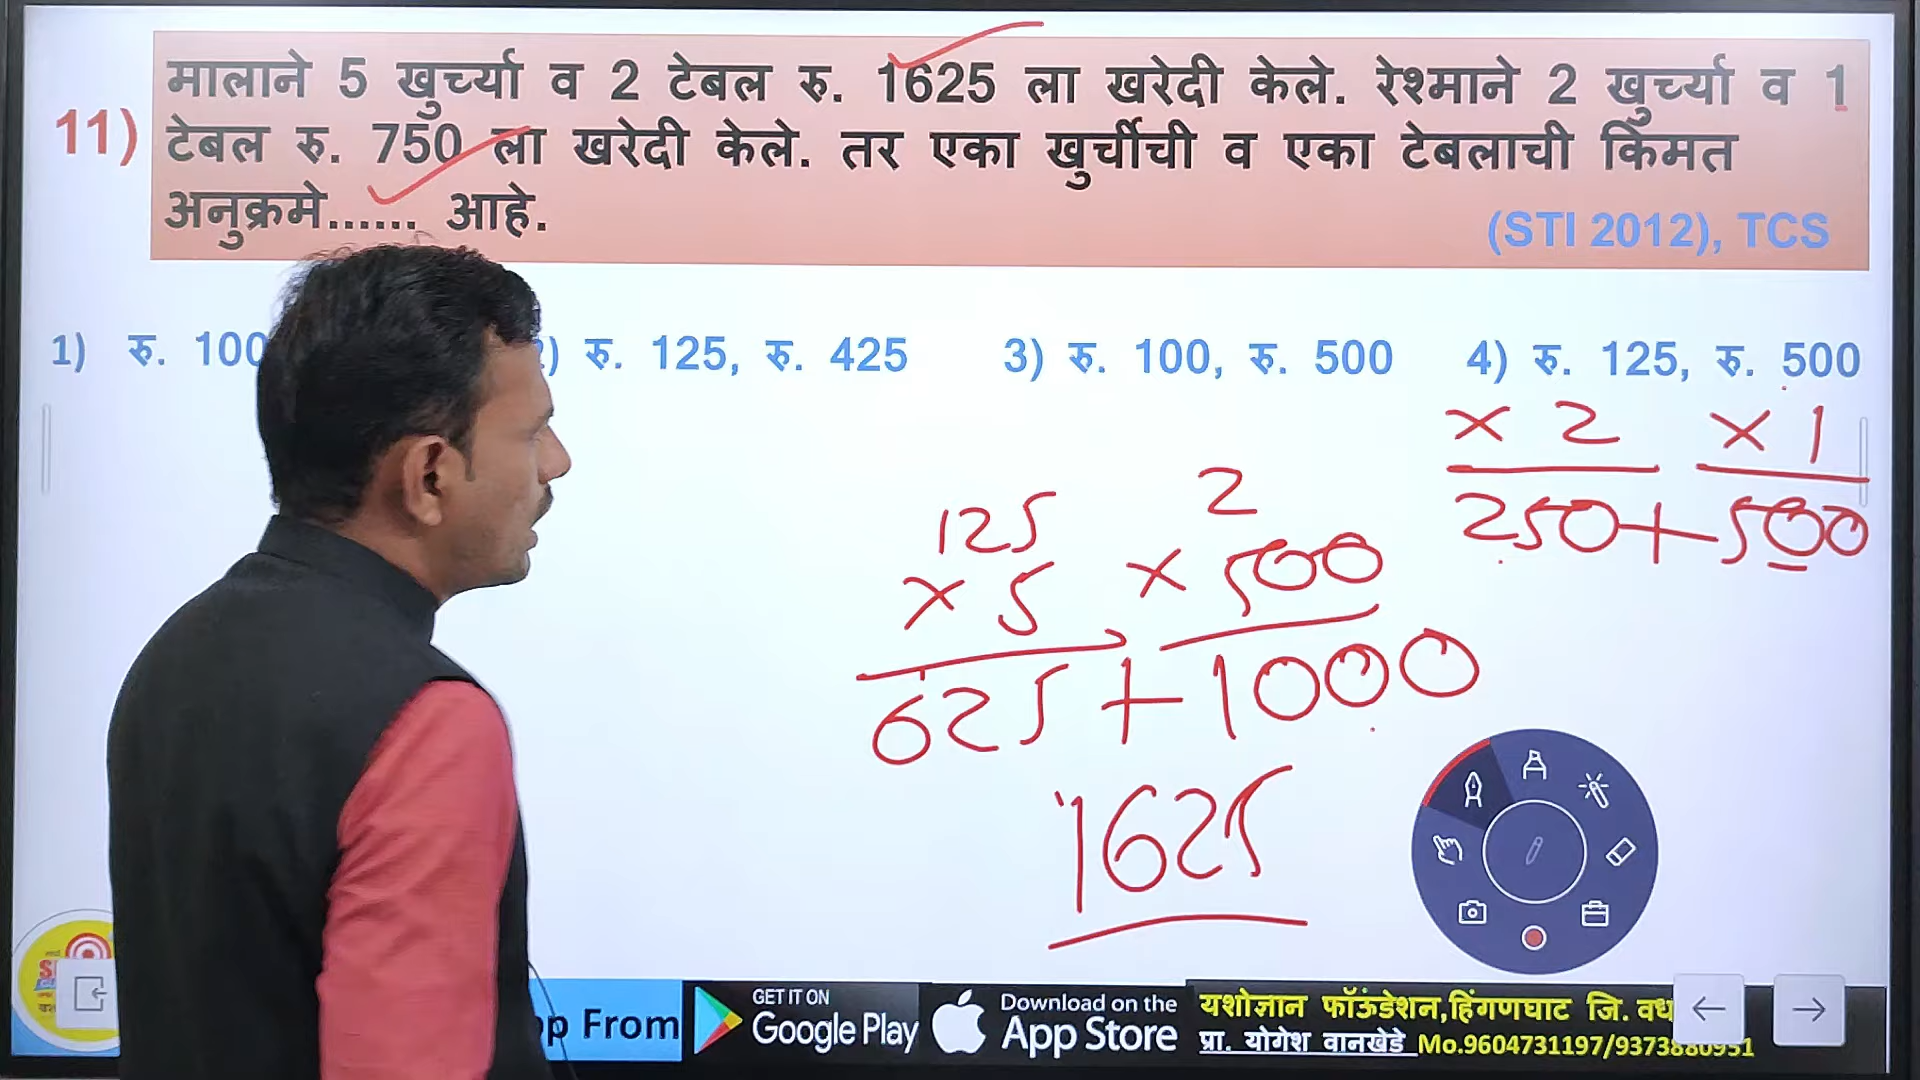 11) मालाने 5 खुर्च्या व 2 टेबल रु. 1625 ला खरेदी केले. रेश्माने 2 खुर्च्या व 1
टेबल रु. 750 ला खरेदी केले. तर एका खुर्चीची व एका टेबलाची किंमत
अनुक्रमे...... आहे.
(STI 2012), TCS
1) रु. 100
2) रु. 125, रु. 425
3) रु. 100, रु. 500
4) रु. 125, रु. 500
× 2 × 1
250 + 500
125 2
× 5 × 500
625 + 1000
1625
From
GET IT ON
Google Play
Download on the
App Store
यशोज्ञान फॉऊंडेशन,हिंगणघाट जि.
प्रा. योगेश वानखेडे Mo.9604731197/9373880951